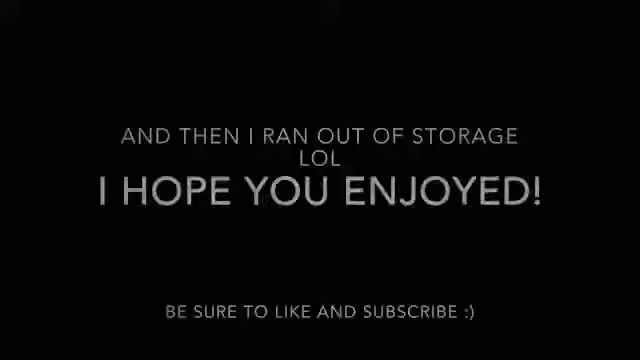 AND THEN I RAN OUT OF STORAGE
LOL
I HOPE YOU ENJOYED!
BE SURE TO LIKE AND SUBSCRIBE :)